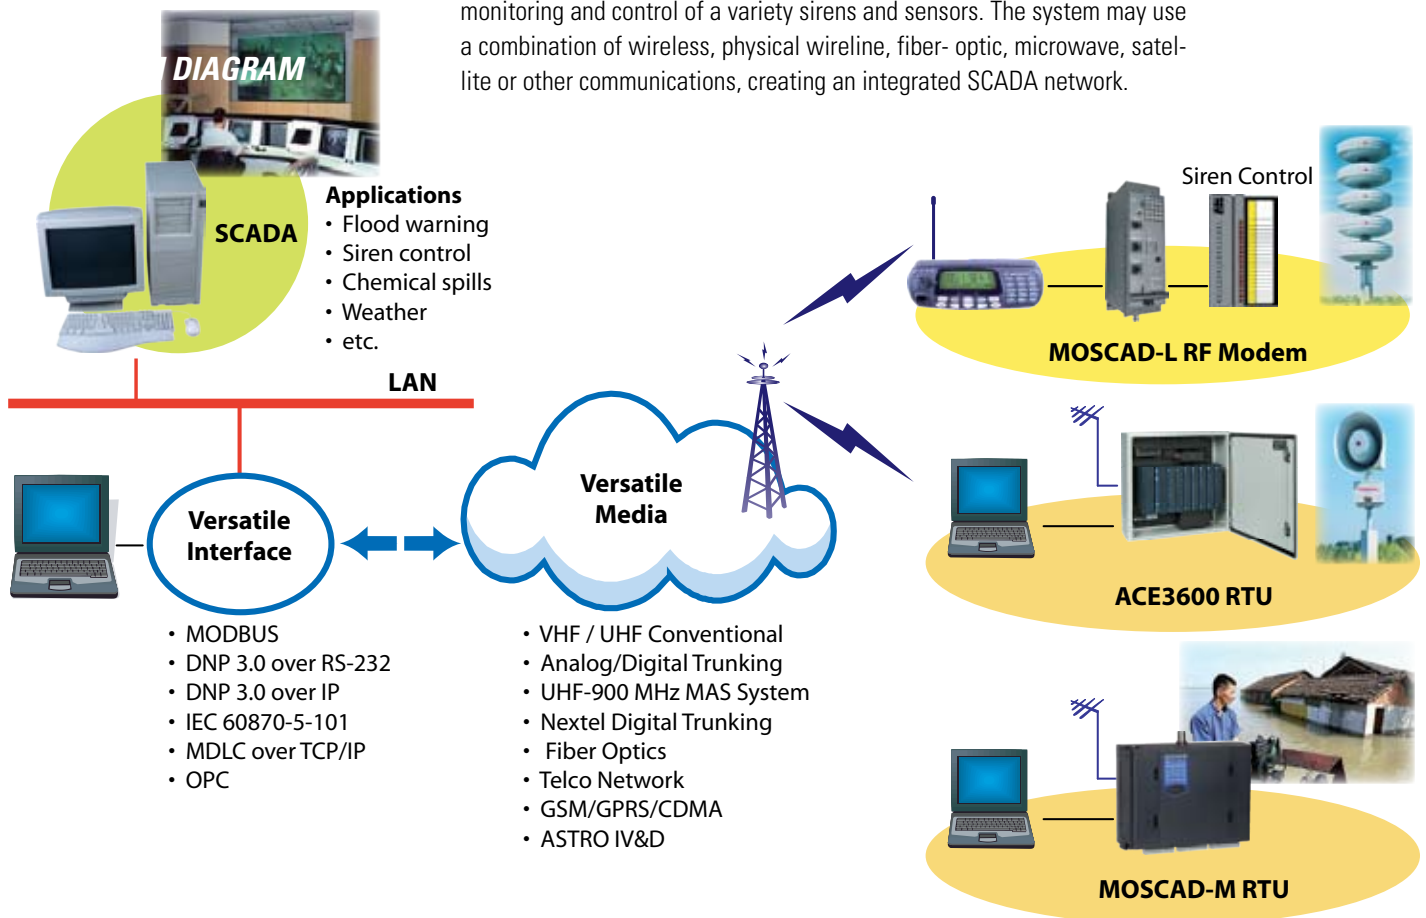 monitoring and control of a variety sirens and sensors. The system may use
a combination of wireless, physical wireline, fiber- optic, microwave, satel-
lite or other communications, creating an integrated SCADA network.
DIAGRAM
SCADA
Applications
• Flood warning
• Siren control
• Chemical spills
• Weather
• etc.
LAN
Versatile
Interface
• MODBUS
• DNP 3.0 over RS-232
• DNP 3.0 over IP
• IEC 60870-5-101
• MDLC over TCP/IP
• OPC
Versatile
Media
• VHF / UHF Conventional
• Analog/Digital Trunking
• UHF-900 MHz MAS System
• Nextel Digital Trunking
• Fiber Optics
• Telco Network
• GSM/GPRS/CDMA
• ASTRO IV&D
Siren Control
MOSCAD-L RF Modem
ACE3600 RTU
MOSCAD-M RTU